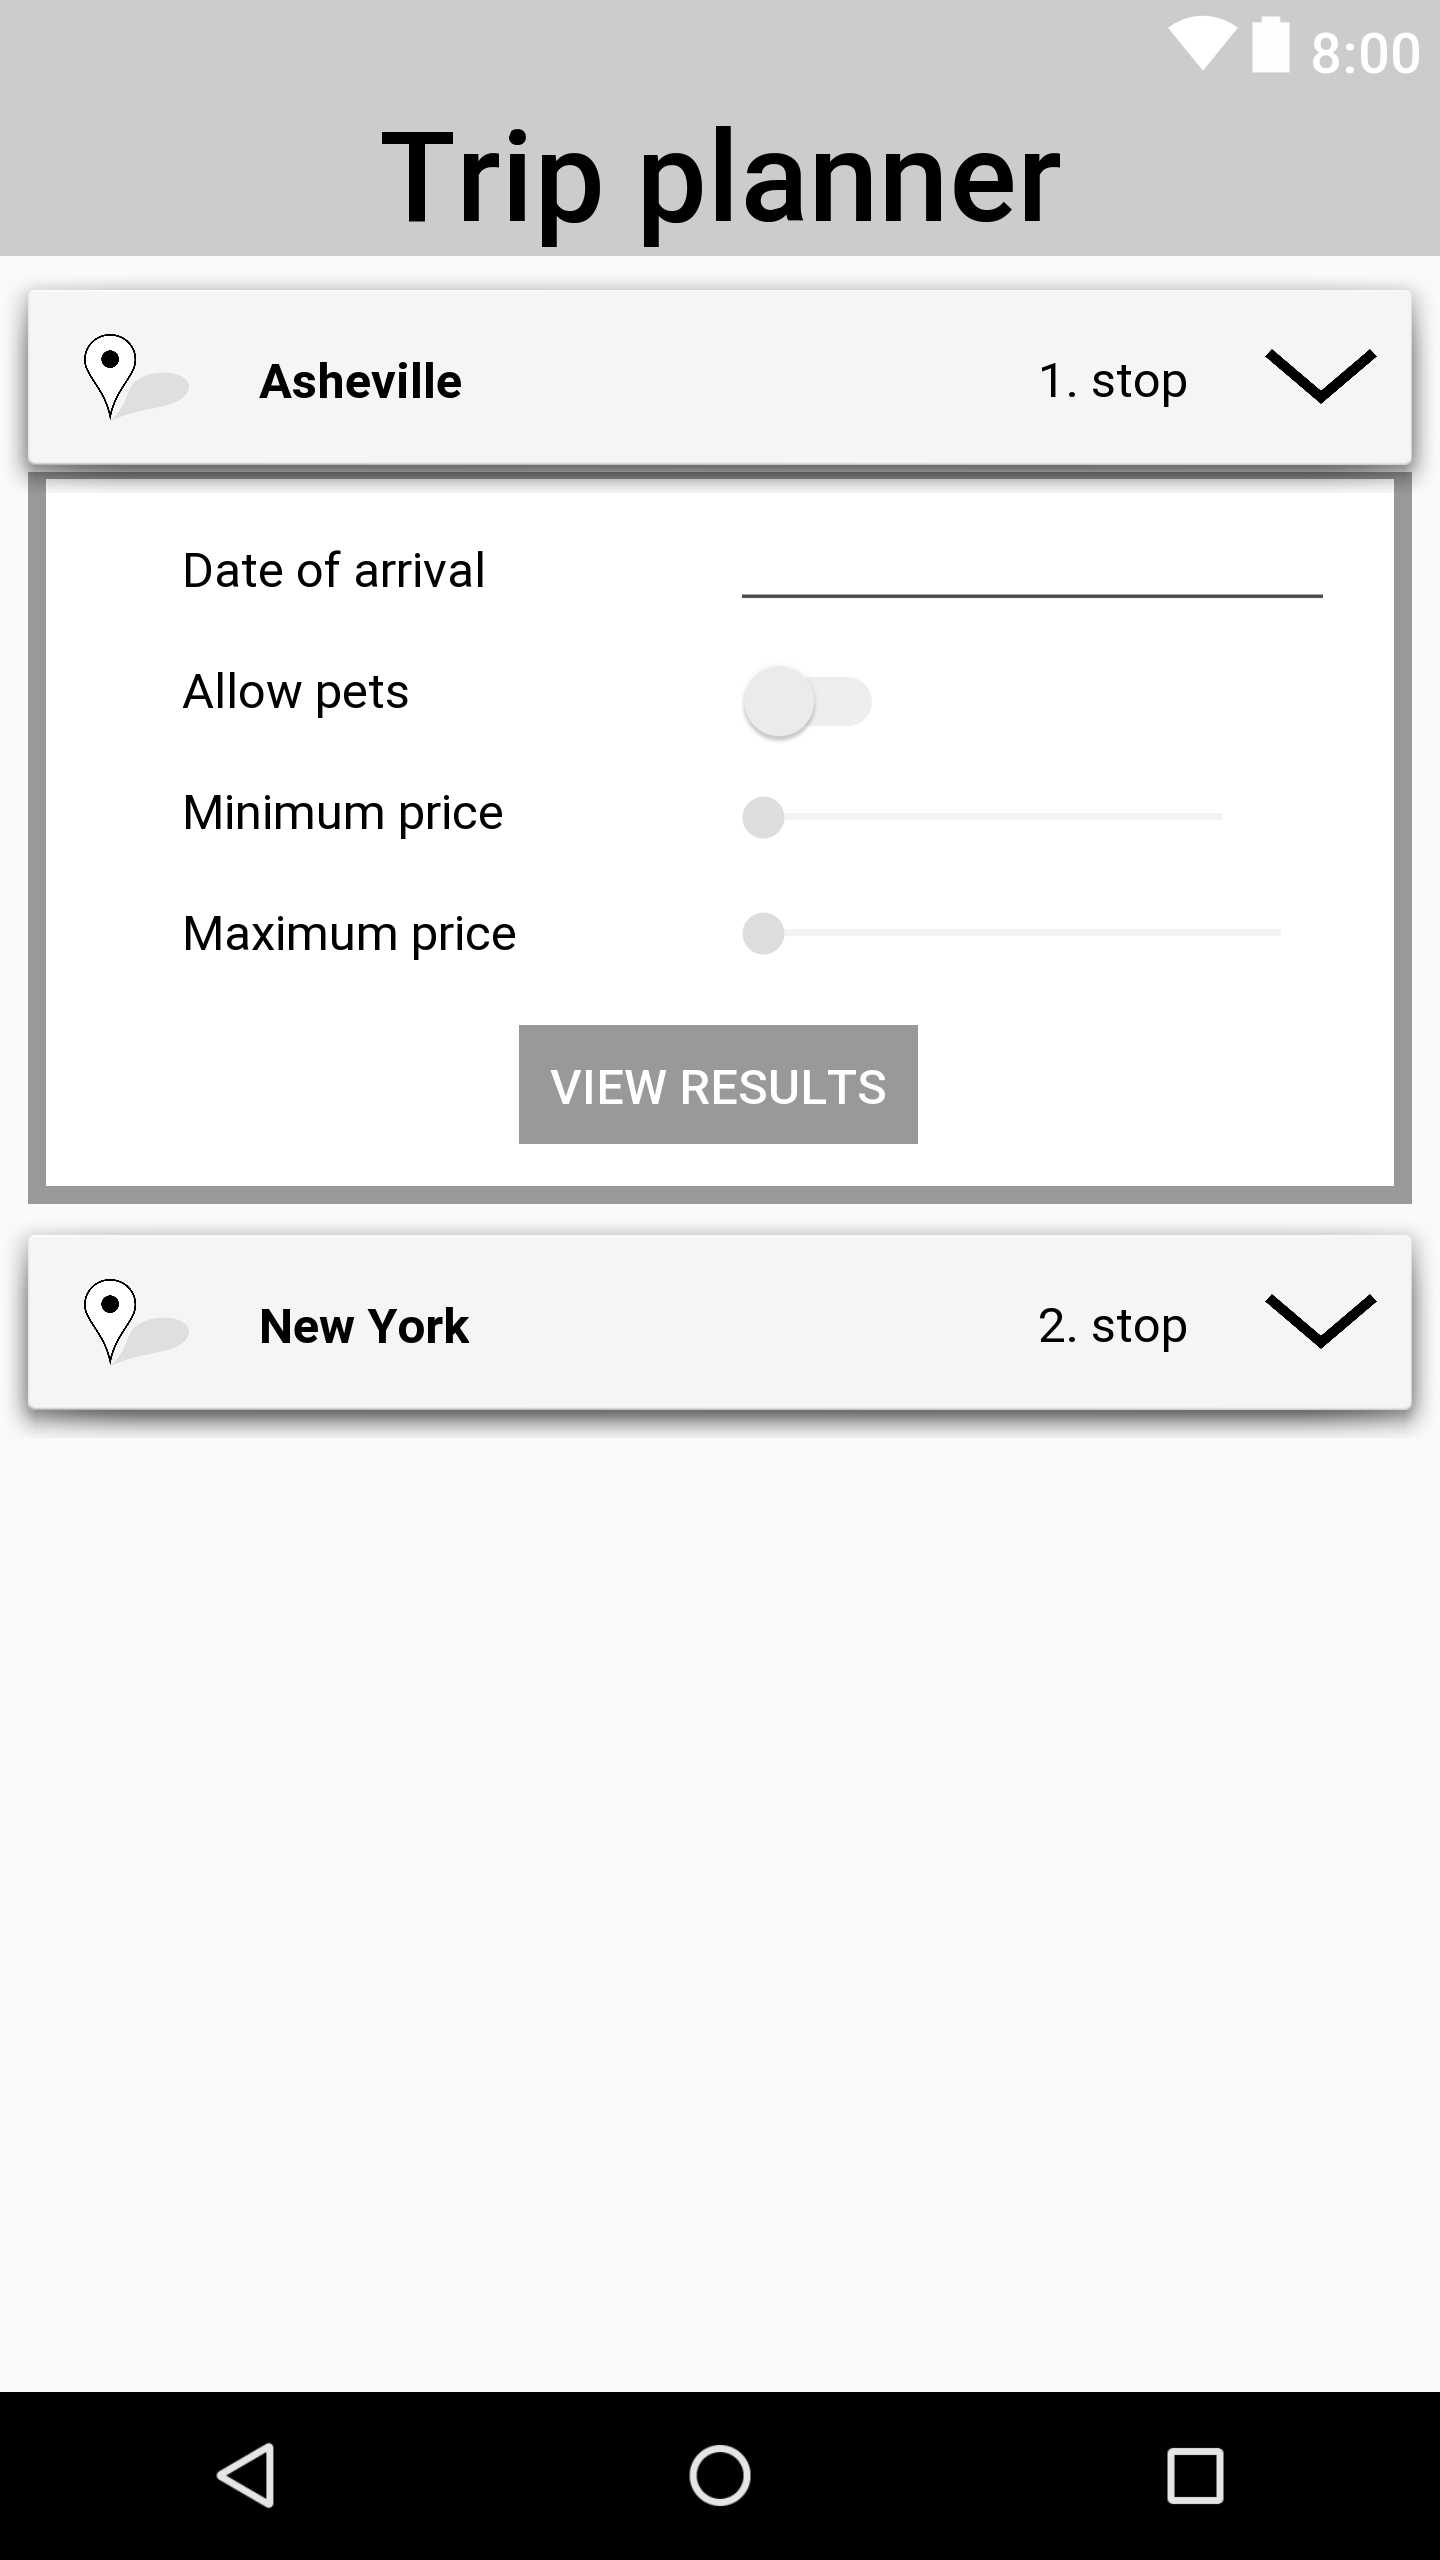 8:00
Trip planner
Asheville 1. stop
Date of arrival
Allow pets
Minimum price
Maximum price
VIEW RESULTS
New York 2. stop